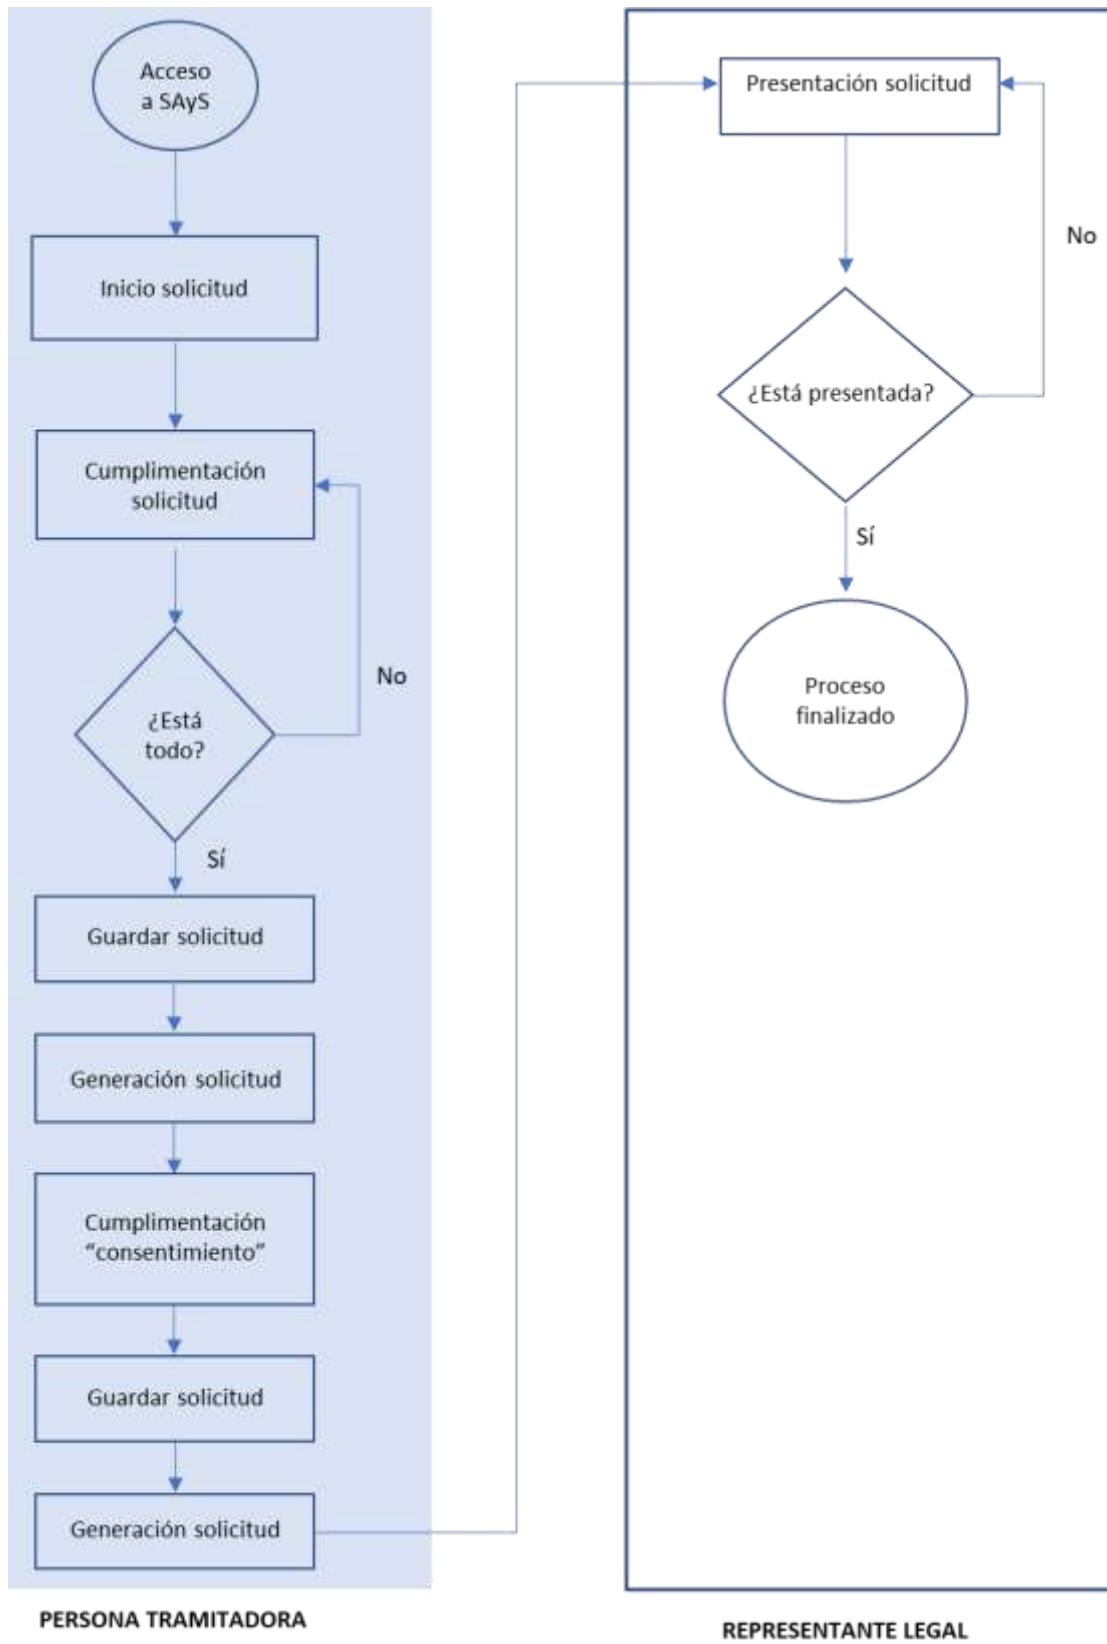 Acceso
a SAyS
Inicio solicitud
Cumplimentación
solicitud
No
¿Está
todo?
Sí
Guardar solicitud
Generación solicitud
Cumplimentación
“consentimiento”
Guardar solicitud
Generación solicitud
PERSONA TRAMITADORA
Presentación solicitud
No
¿Está presentada?
Sí
Proceso
finalizado
REPRESENTANTE LEGAL